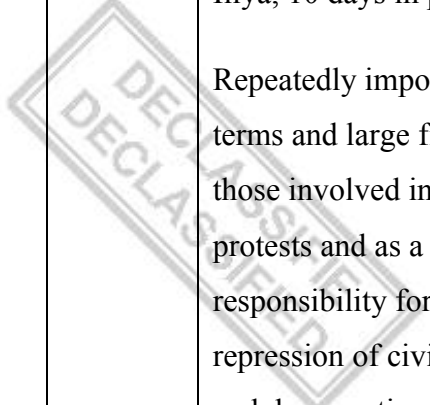 10 days in
Repeatedly impo
terms and large f
those involved in
protests and as a
responsibility for
repression of civi
DECLASSIFIED
DECLASSIFIED